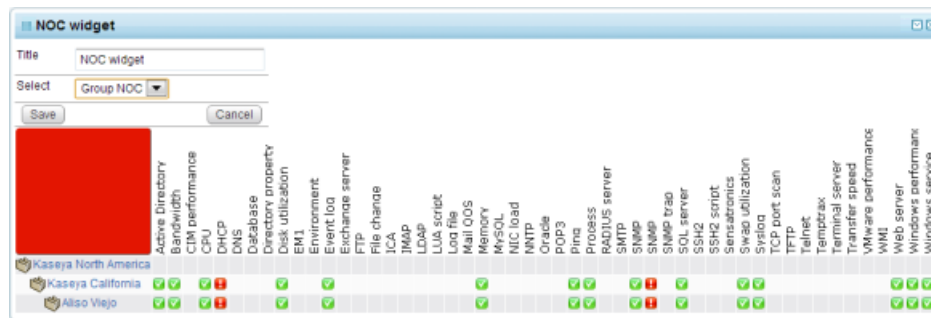 NOC widget
Title
NOC widget
Select
Group NOC
Save
Cancel
Active Directory
Bandwidth
CIM performance
CPU
DHCP
DNS
Database
Directory property
Disk utilization
EM1
Environment
Event log
Exchange server
FTP
File change
ICA
IMAP
LDAP
LUA script
Log file
Mail QOS
Memory
MySQL
NIC load
NNTP
Oracle
POP3
Ping
Process
RADIUS server
SMTP
SNMP
SNMP
SNMP trap
SQL server
SSH2
SSH2 script
Sensatronics
Swap utilization
Syslog
TCP port scan
TFTP
Telnet
Temptrax
Terminal server
Transfer speed
VMware performance
WMI
Web server
Windows performanc
Windows service
Kaseya North America
Kaseya California
Aliso Viejo